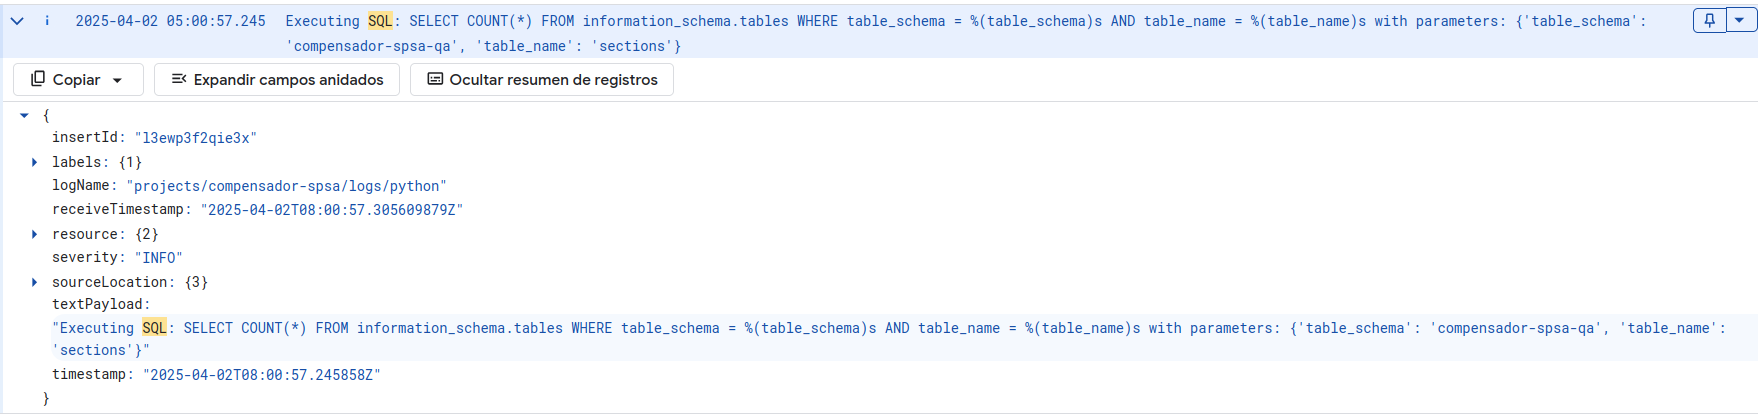 2025-04-02 05:00:57.245 Executing SQL: SELECT COUNT(*) FROM information_schema.tables WHERE table_schema = %(table_schema)s AND table_name = %(table_name)s with parameters: {'table_schema':
'compensador-spsa-qa', 'table_name': 'sections'}
Copiar Expandir campos anidados Ocultar resumen de registros
{
insertId: "l3ewp3f2qie3x"
labels: {1}
logName: "projects/compensador-spsa/logs/python"
receiveTimestamp: "2025-04-02T08:00:57.305609879Z"
resource: {2}
severity: "INFO"
sourceLocation: {3}
textPayload:
"Executing SQL: SELECT COUNT(*) FROM information_schema.tables WHERE table_schema = %(table_schema)s AND table_name = %(table_name)s with parameters: {'table_schema': 'compensador-spsa-qa', 'table_name':
'sections'}"
timestamp: "2025-04-02T08:00:57.245858Z"
}